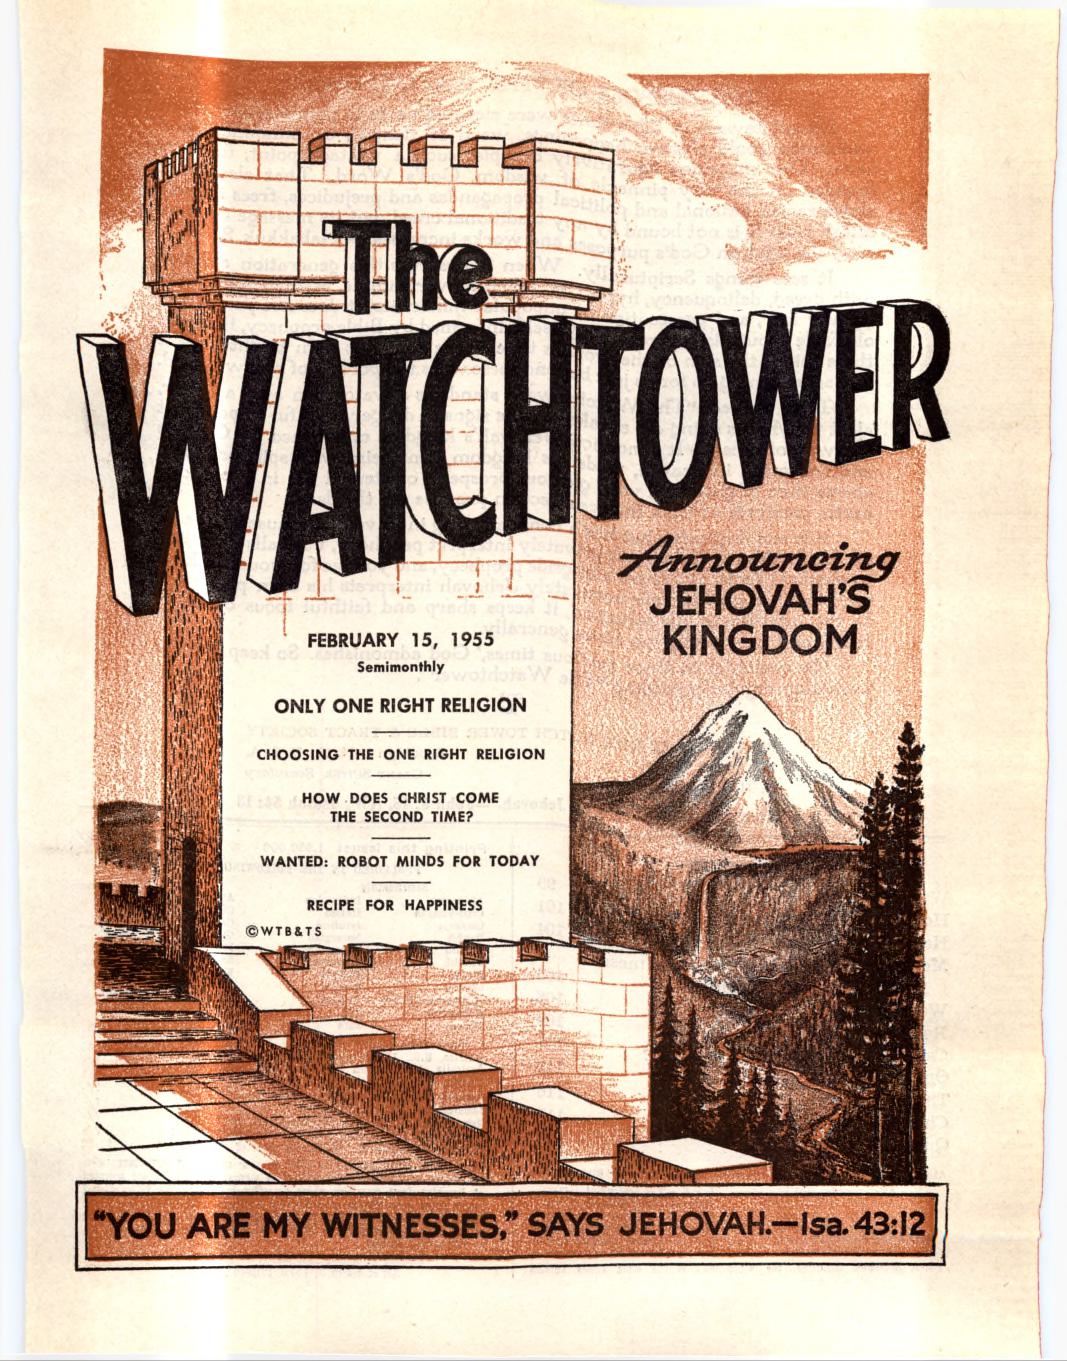 The
WATCHTOWER
Announcing
JEHOVAH'S
KINGDOM
FEBRUARY 15, 1955
Semimonthly
ONLY ONE RIGHT RELIGION
CHOOSING THE ONE RIGHT RELIGION
HOW DOES CHRIST COME
THE SECOND TIME?
WANTED: ROBOT MINDS FOR TODAY
RECIPE FOR HAPPINESS
©WTB&TS
"YOU ARE MY WITNESSES," SAYS JEHOVAH.—Isa. 43:12